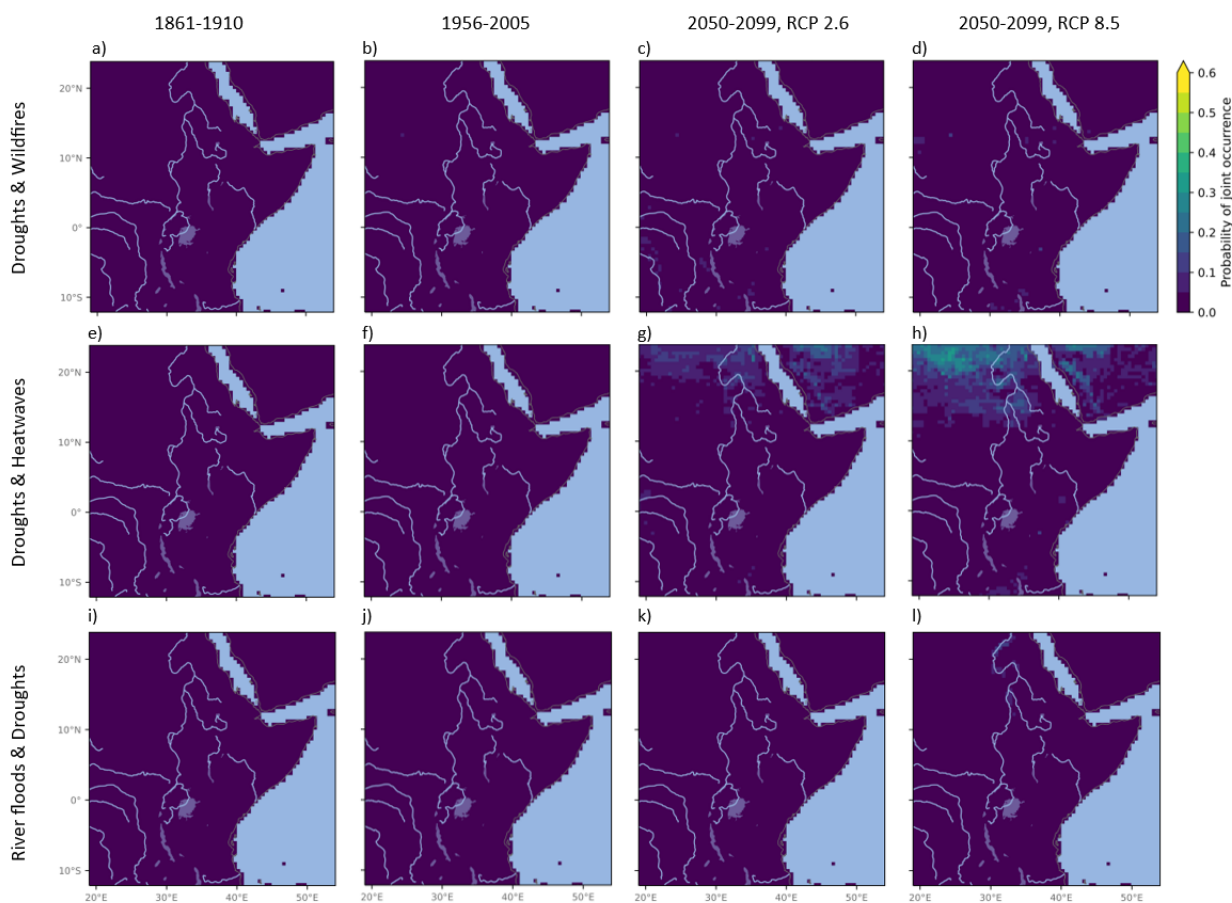 1861-1910
1956-2005
2050-2099, RCP 2.6
2050-2099, RCP 8.5
a)
b)
c)
d)
Droughts & Wildfires
20°N
10°N
0°
10°S
0.6
0.5
0.4
0.3
0.2
0.1
0.0
Probability of joint occurrence
e)
f)
g)
h)
Droughts & Heatwaves
20°N
10°N
0°
10°S
i)
j)
k)
l)
River floods & Droughts
20°N
10°N
0°
10°S
20°E
30°E
40°E
50°E
20°E
30°E
40°E
50°E
20°E
30°E
40°E
50°E
20°E
30°E
40°E
50°E